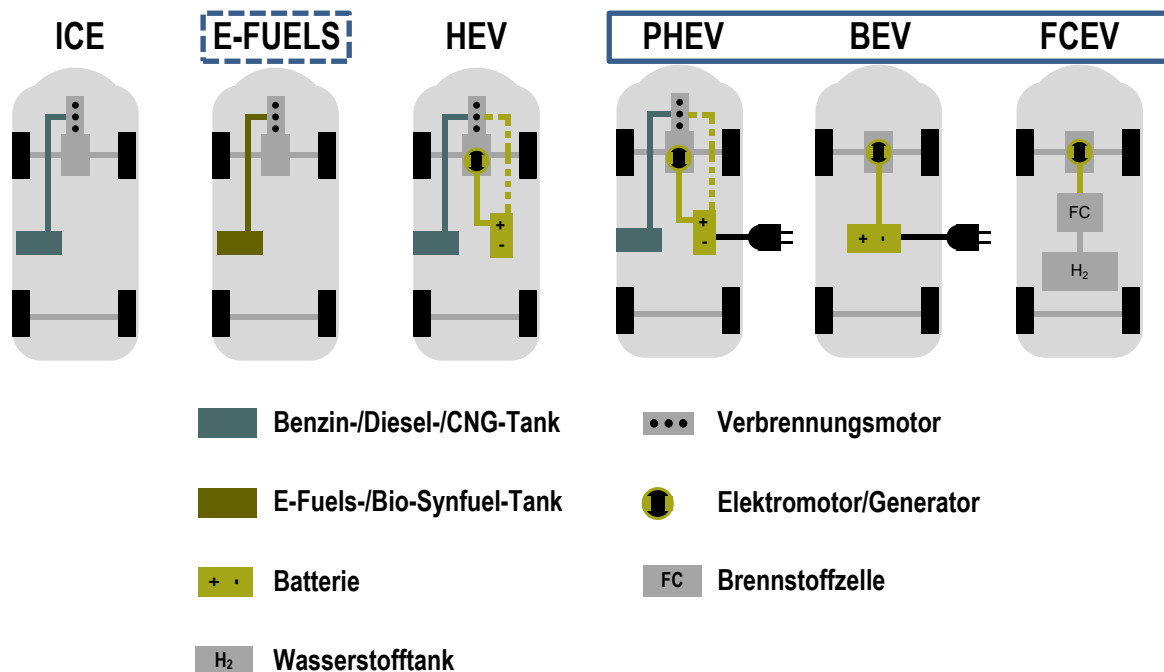 ICE E-FUELS HEV PHEV BEV FCEV
+ -
+ -
+ -
FC
H₂
Benzin-/Diesel-/CNG-Tank
Verbrennungsmotor
E-Fuels-/Bio-Synfuel-Tank
Elektromotor/Generator
+ -
Batterie
FC
Brennstoffzelle
H₂
Wasserstofftank